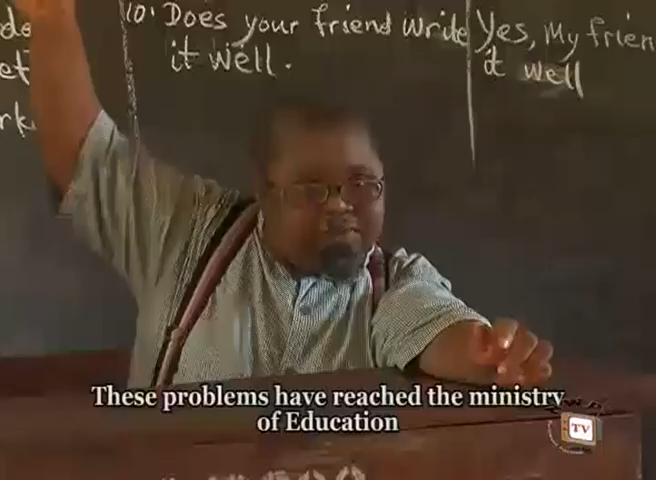 10. Does your friend write
it well.
Yes, My frien
it well
These problems have reached the ministry
of Education
TV